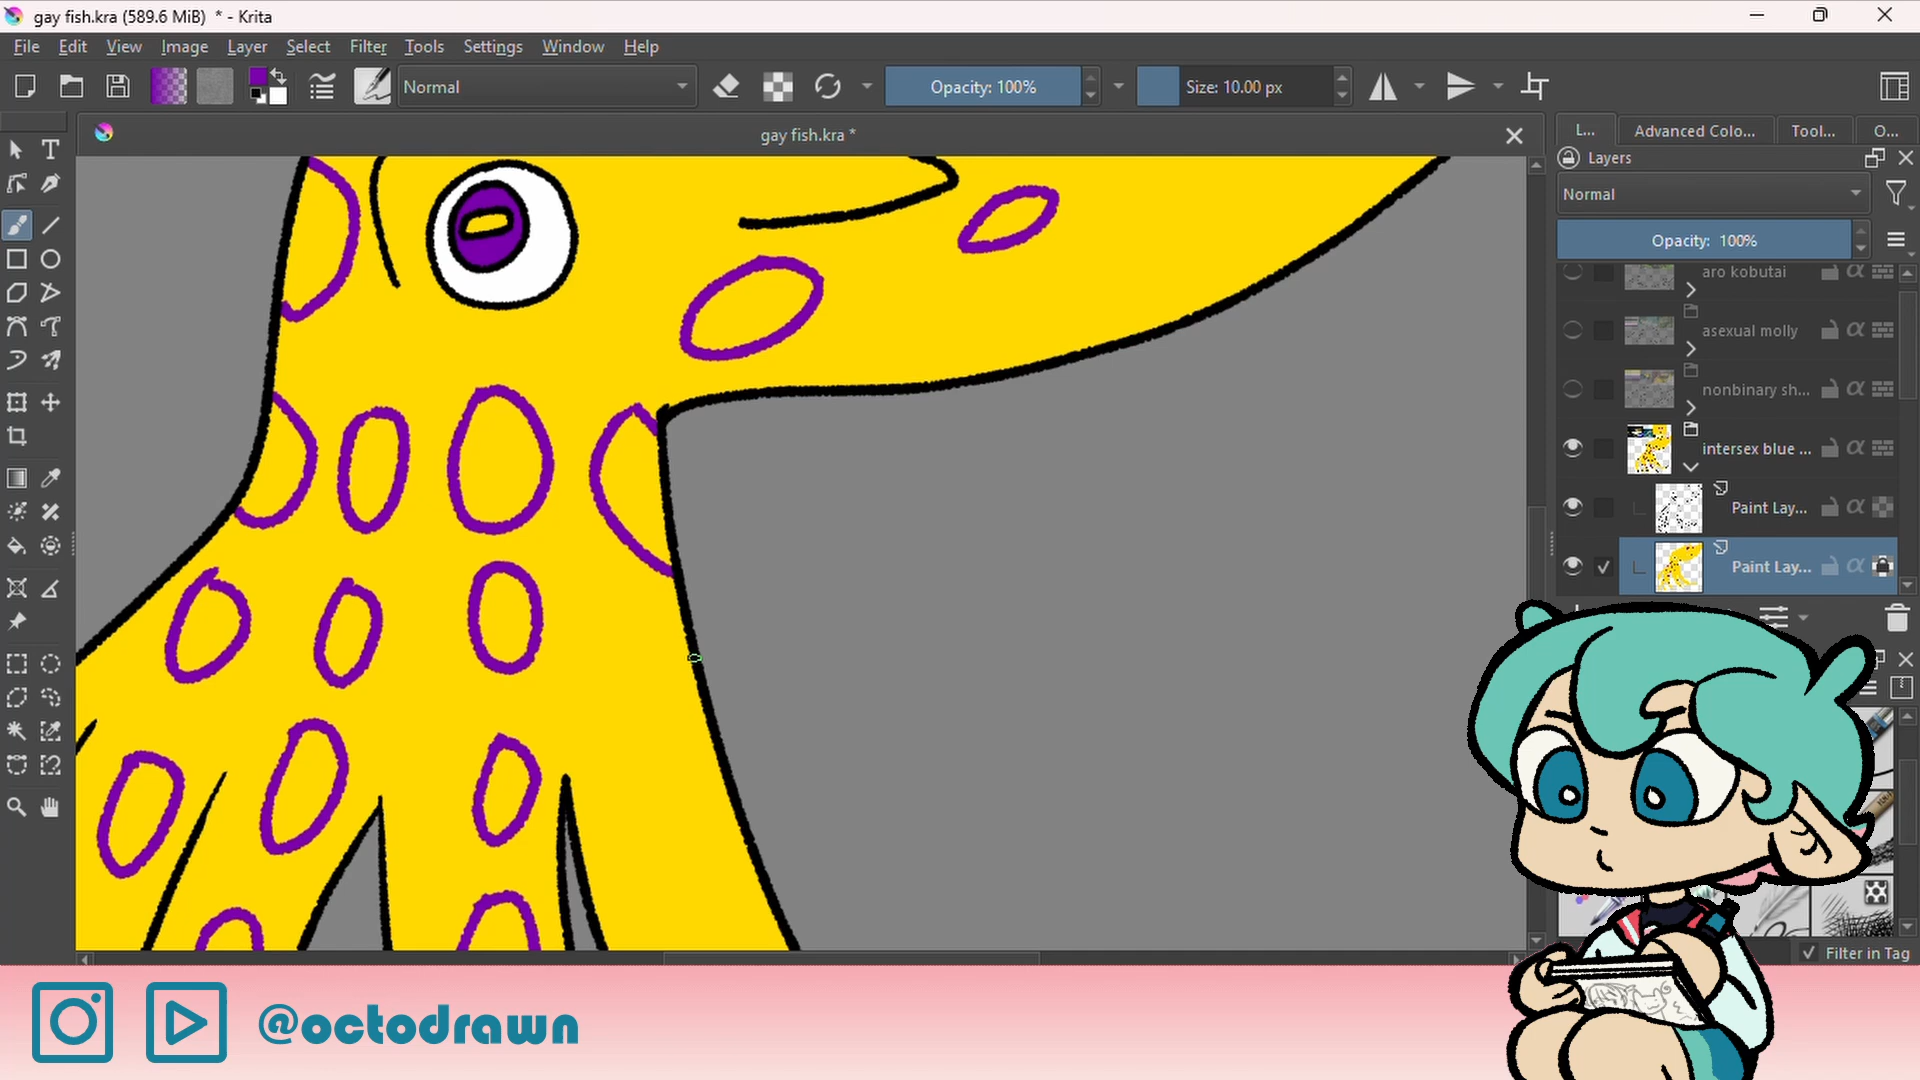 gay fish.kra (589.6 MiB) * - Krita
File Edit View Image Layer Select Filter Tools Settings Window Help
Normal
Opacity: 100%
Size: 10.00 px
gay fish.kra *
L... Advanced Colo... Tool... O...
Layers
Normal
Opacity: 100%
aro kobutai
asexual molly
nonbinary sh...
intersex blue ...
Paint Lay...
Paint Lay...
Filter in Tag
@octodrawn